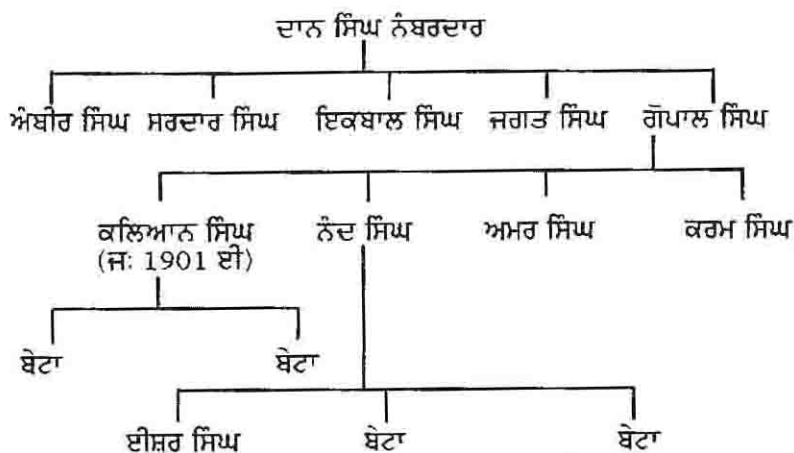 ਦਾਨ ਸਿੰਘ ਨੰਬਰਦਾਰ
ਅੰਬੀਰ ਸਿੰਘ ਸਰਦਾਰ ਸਿੰਘ ਇਕਬਾਲ ਸਿੰਘ ਜਗਤ ਸਿੰਘ ਗੋਪਾਲ ਸਿੰਘ
ਕਲਿਆਨ ਸਿੰਘ ਨੰਦ ਸਿੰਘ ਅਮਰ ਸਿੰਘ ਕਰਮ ਸਿੰਘ
(ਜ: 1901 ਈ)
ਬੇਟਾ ਬੇਟਾ
ਈਸ਼ਰ ਸਿੰਘ ਬੇਟਾ ਬੇਟਾ